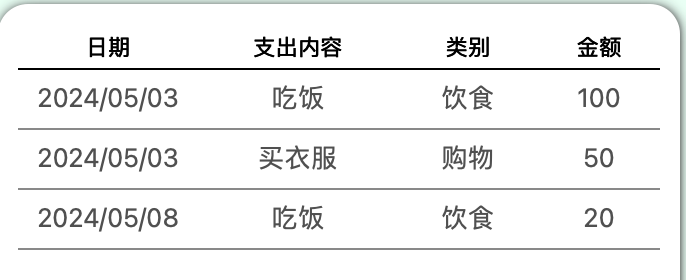 日期 支出内容 类别 金额
2024/05/03 吃饭 饮食 100
2024/05/03 买衣服 购物 50
2024/05/08 吃饭 饮食 20